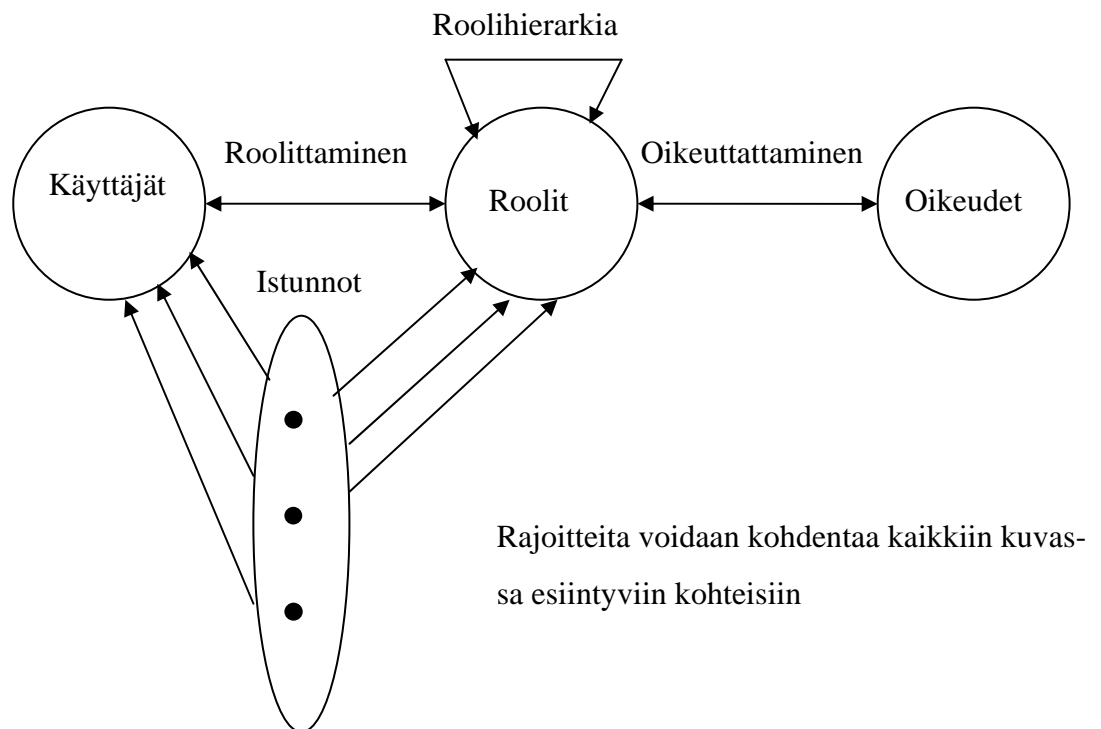 Roolihierarkia
Roolittaminen
Oikeuttattaminen
Käyttäjät
Roolit
Oikeudet
Istunnot
Rajoitteita voidaan kohdentaa kaikkiin kuvas-
sa esiintyviin kohteisiin